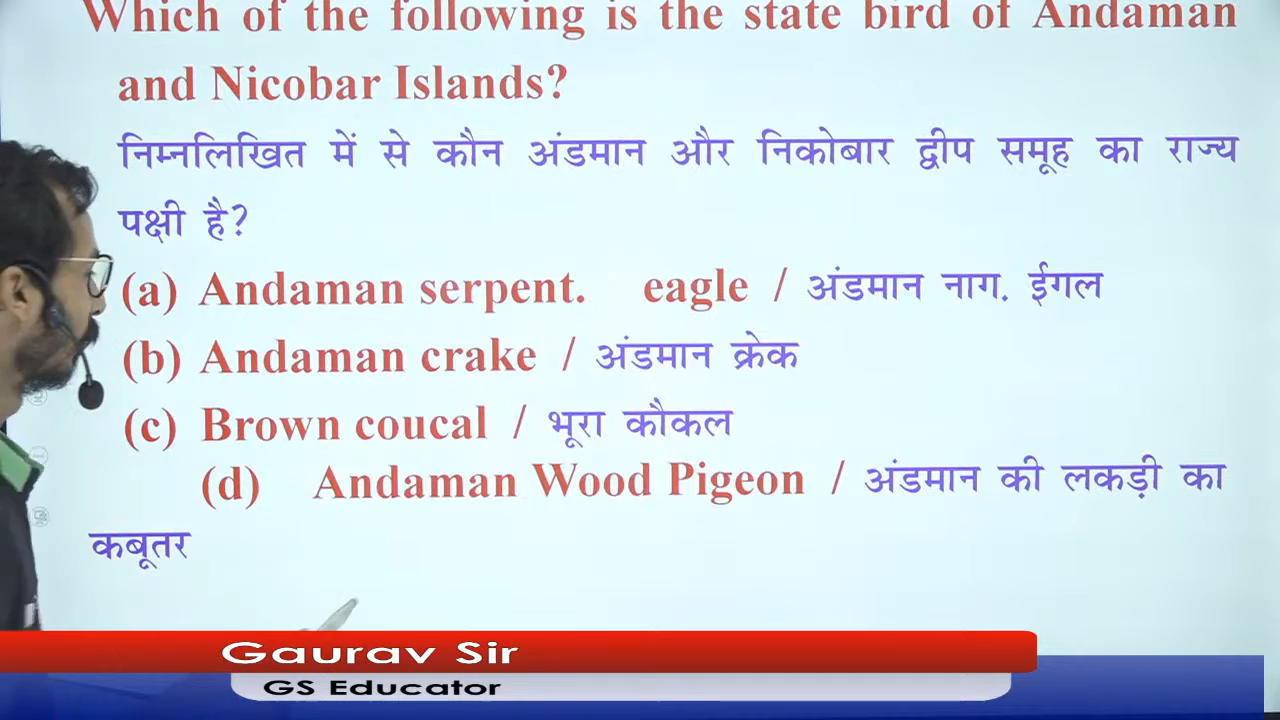 Which of the following is the state bird of Andaman
and Nicobar Islands?
निम्नलिखित में से कौन अंडमान और निकोबार द्वीप समूह का राज्य
पक्षी है?
(a) Andaman serpent. eagle / अंडमान नाग. ईगल
(b) Andaman crake / अंडमान क्रेक
(c) Brown coucal / भूरा कौकल
(d) Andaman Wood Pigeon / अंडमान की लकड़ी का
कबूतर
Gaurav Sir
GS Educator